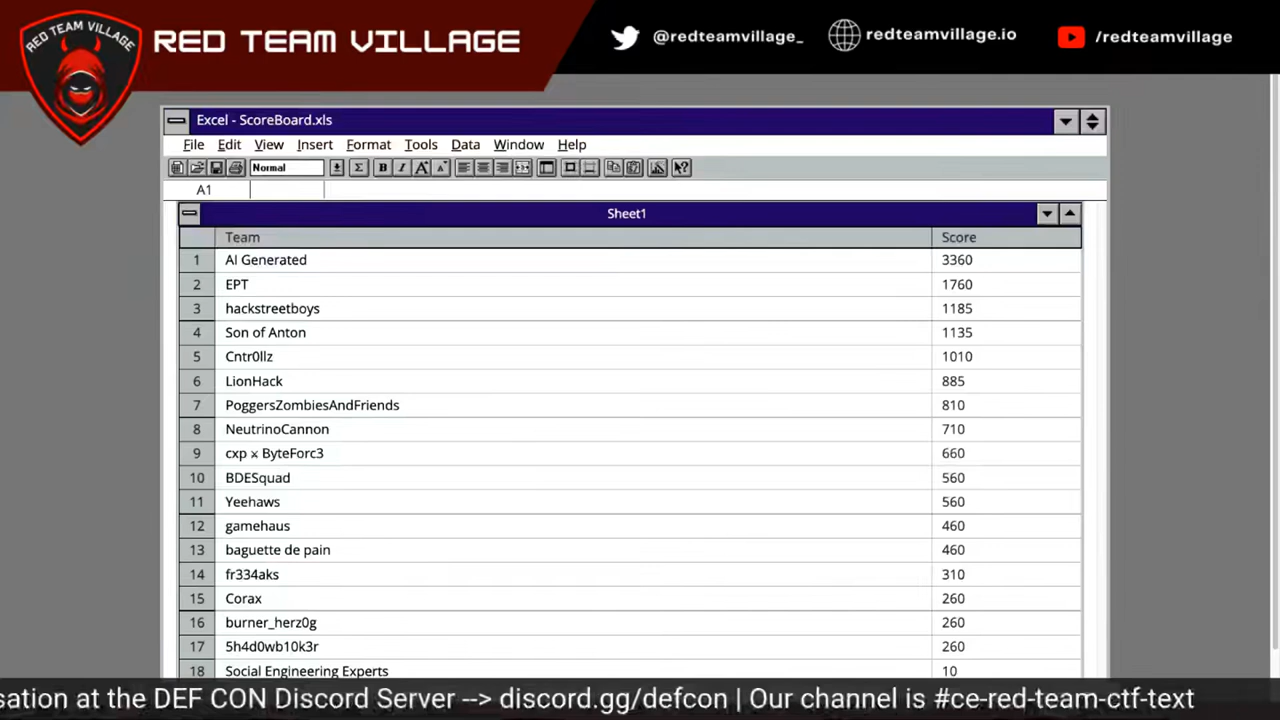 RED TEAM VILLAGE
RED TEAM VILLAGE
@redteamvillage_
redteamvillage.io
/redteamvillage
Excel - ScoreBoard.xls
File Edit View Insert Format Tools Data Window Help
Normal Σ B I A A
A1
Sheet1
Team Score
1 AI Generated 3360
2 EPT 1760
3 hackstreetboys 1185
4 Son of Anton 1135
5 Cntr0llz 1010
6 LionHack 885
7 PoggersZombiesAndFriends 810
8 NeutrinoCannon 710
9 cxp × ByteForc3 660
10 BDESquad 560
11 Yeehaws 560
12 gamehaus 460
13 baguette de pain 460
14 fr334aks 310
15 Corax 260
16 burner_herz0g 260
17 5h4d0wb10k3r 260
18 Social Engineering Experts 10
sation at the DEF CON Discord Server --> discord.gg/defcon | Our channel is #ce-red-team-ctf-text